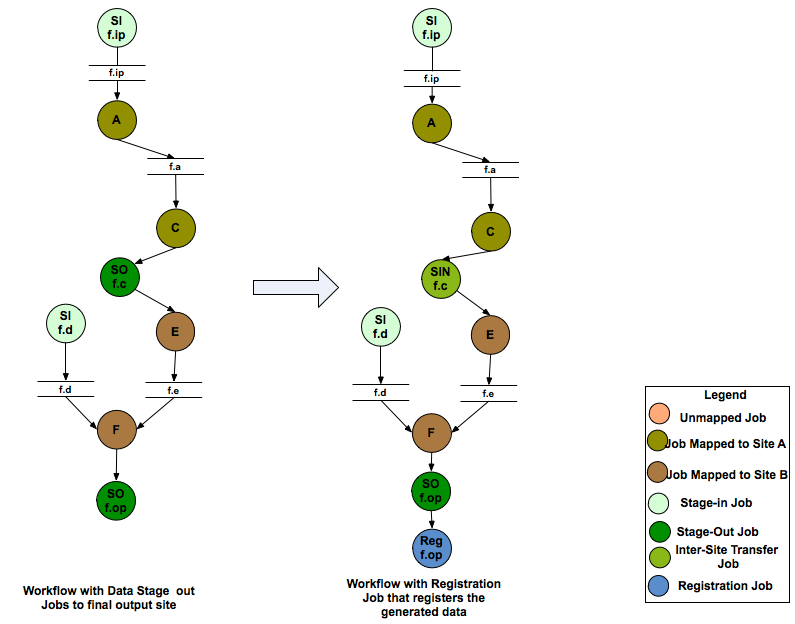 SI
f.ip
f.ip
A
f.a
C
SO
f.c
SI
f.d
E
f.d
f.e
F
SO
f.op
Workflow with Data Stage out
Jobs to final output site
SI
f.ip
f.ip
A
f.a
C
SIN
f.c
SI
f.d
E
f.d
f.e
F
SO
f.op
Reg
f.op
Workflow with Registration
Job that registers the
generated data
Legend
Unmapped Job
Job Mapped to Site A
Job Mapped to Site B
Stage-in Job
Stage-Out Job
Inter-Site Transfer
Job
Registration Job